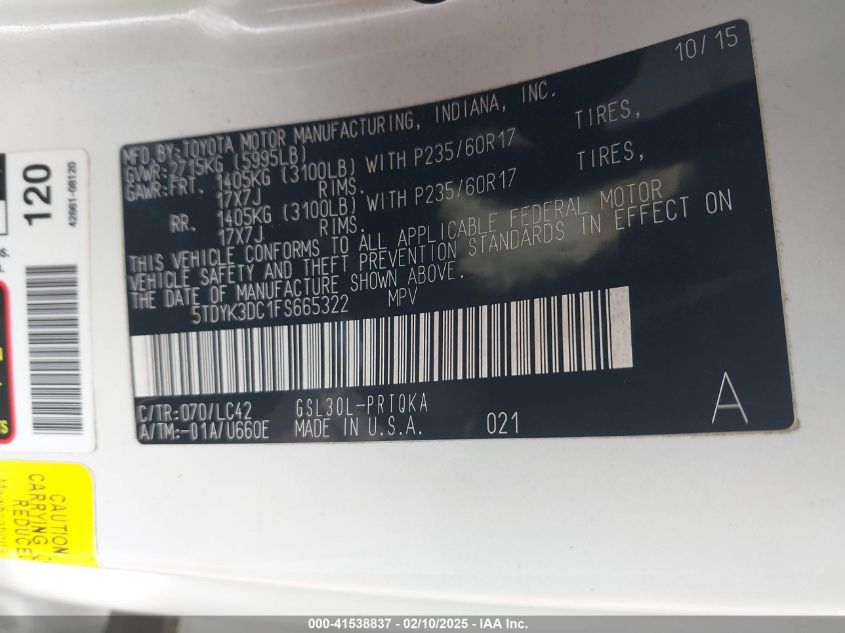 10/15
MFD.BY:TOYOTA MOTOR MANUFACTURING, INDIANA, INC.
GVWR:2715KG (5995LB)
GAWR:FRT. 1405KG (3100LB) WITH P235/60R17 TIRES,
17X7J RIMS.
RR. 1405KG (3100LB) WITH P235/60R17 TIRES,
17X7J RIMS.
THIS VEHICLE CONFORMS TO ALL APPLICABLE FEDERAL MOTOR
VEHICLE SAFETY AND THEFT PREVENTION STANDARDS IN EFFECT ON
THE DATE OF MANUFACTURE SHOWN ABOVE.
5TDYK3DC1FS665322 MPV
C/TR:070/LC42 GSL30L-PRTQKA
A/TM:-01A/U660E MADE IN U.S.A. 021
A
120
42661-08120
CAUTION
CARRYING
REDUCE
Modifications
000-41538837 - 02/10/2025 - IAA Inc.